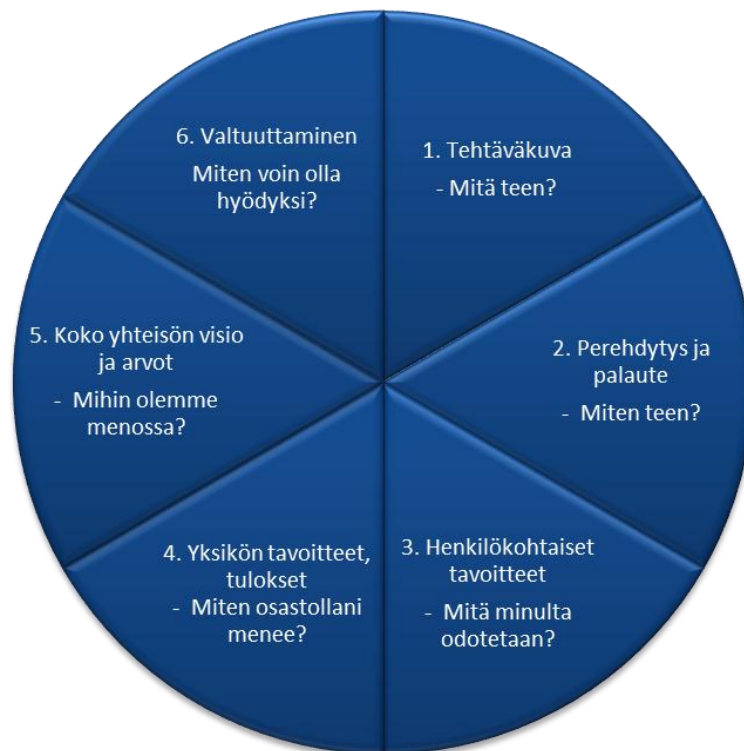 1. Tehtäväkuva
- Mitä teen?
2. Perehdytys ja
palaute
- Miten teen?
3. Henkilökohtaiset
tavoitteet
- Mitä minulta
odotetaan?
4. Yksikön tavoitteet,
tulokset
- Miten osastollani
menee?
5. Koko yhteisön visio
ja arvot
- Mihin olemme
menossa?
6. Valtuuttaminen
Miten voin olla
hyödyksi?